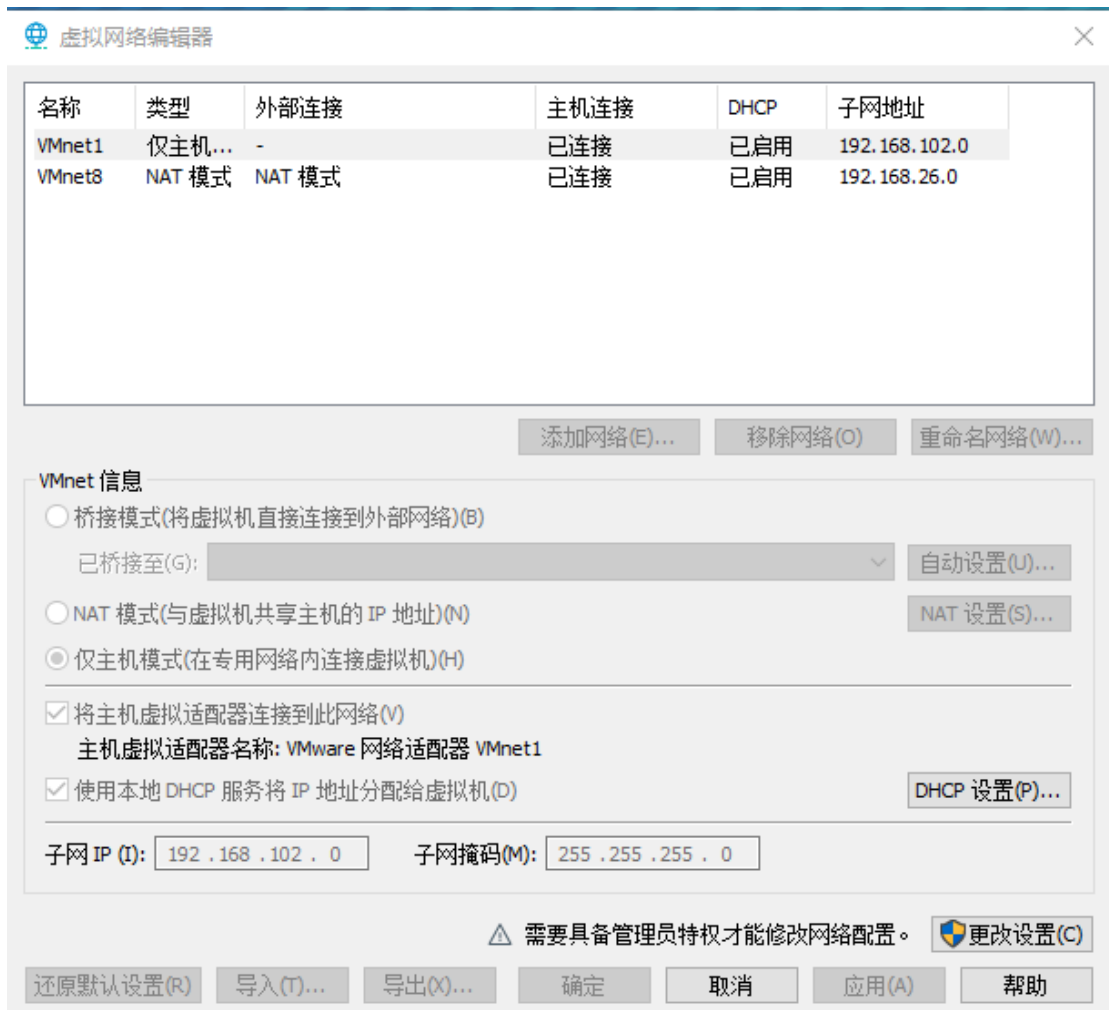 虚拟网络编辑器
名称 类型 外部连接 主机连接 DHCP 子网地址
VMnet1 仅主机... - 已连接 已启用 192.168.102.0
VMnet8 NAT 模式 NAT 模式 已连接 已启用 192.168.26.0
添加网络(E)... 移除网络(O) 重命名网络(W)...
VMnet 信息
桥接模式(将虚拟机直接连接到外部网络)(B)
已桥接至(G): 自动设置(U)...
NAT 模式(与虚拟机共享主机的 IP 地址)(N) NAT 设置(S)...
仅主机模式(在专用网络内连接虚拟机)(H)
将主机虚拟适配器连接到此网络(V)
主机虚拟适配器名称: VMware 网络适配器 VMnet1
使用本地 DHCP 服务将 IP 地址分配给虚拟机(D) DHCP 设置(P)...
子网 IP (I): 192 . 168 . 102 . 0 子网掩码(M): 255 . 255 . 255 . 0
需要具备管理员特权才能修改网络配置。 更改设置(C)
还原默认设置(R) 导入(T)... 导出(X)... 确定 取消 应用(A) 帮助